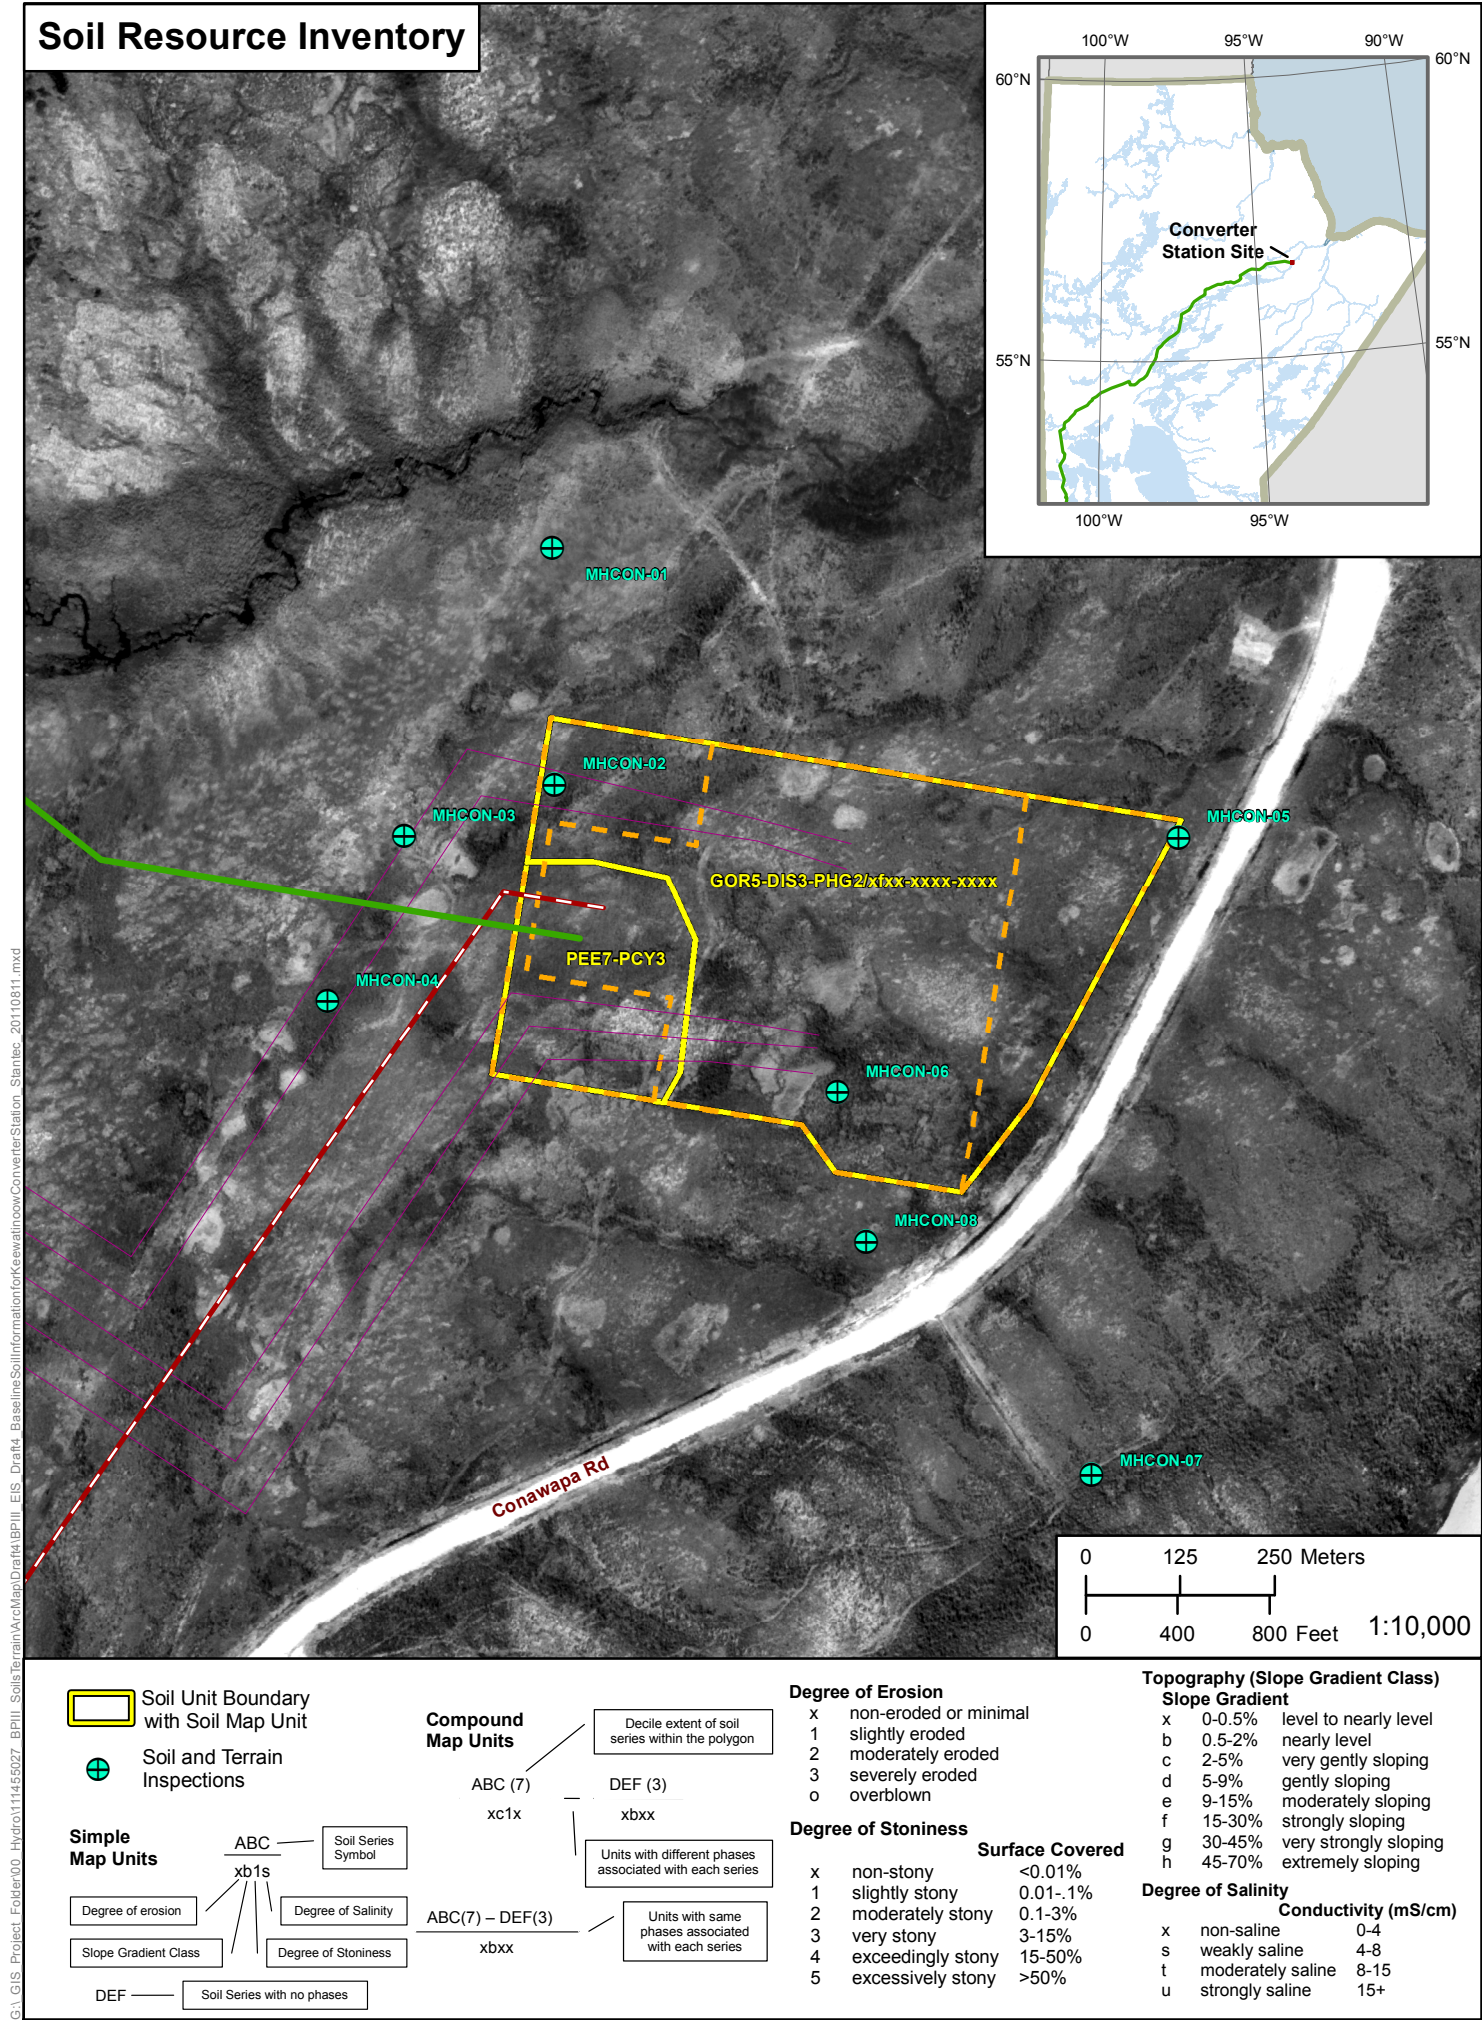 Soil Resource Inventory
100°W 95°W 90°W
60°N 60°N
Converter
Station Site
55°N 55°N
100°W 95°W
MHCON-01
MHCON-02
MHCON-03
MHCON-05
GOR5-DIS3-PHG2/xfxx-xxxx-xxxx
PEE7-PCY3
MHCON-04
MHCON-06
MHCON-08
MHCON-07
Conawapa Rd
0 125 250 Meters
0 400 800 Feet
1:10,000
G:\_GIS_Project_Folder\00_Hydro\111455027_BPIII_SoilsTerrain\ArcMap\Draft4\BPIII_EIS_Draft4_BaselineSoilInformationforKeewatinoowConverterStation_Stantec_20110811.mxd
Soil Unit Boundary
with Soil Map Unit
Soil and Terrain
Inspections
Simple
Map Units
ABC
xb1s
Soil Series
Symbol
Degree of erosion
Degree of Salinity
Slope Gradient Class
Degree of Stoniness
DEF
Soil Series with no phases
Compound
Map Units
Decile extent of soil
series within the polygon
ABC (7) – DEF (3)
xc1x xbxx
Units with different phases
associated with each series
ABC(7) – DEF(3)
xbxx
Units with same
phases associated
with each series
Degree of Erosion
x non-eroded or minimal
1 slightly eroded
2 moderately eroded
3 severely eroded
o overblown
Degree of Stoniness
Surface Covered
x non-stony <0.01%
1 slightly stony 0.01-.1%
2 moderately stony 0.1-3%
3 very stony 3-15%
4 exceedingly stony 15-50%
5 excessively stony >50%
Topography (Slope Gradient Class)
Slope Gradient
x 0-0.5% level to nearly level
b 0.5-2% nearly level
c 2-5% very gently sloping
d 5-9% gently sloping
e 9-15% moderately sloping
f 15-30% strongly sloping
g 30-45% very strongly sloping
h 45-70% extremely sloping
Degree of Salinity
Conductivity (mS/cm)
x non-saline 0-4
s weakly saline 4-8
t moderately saline 8-15
u strongly saline 15+